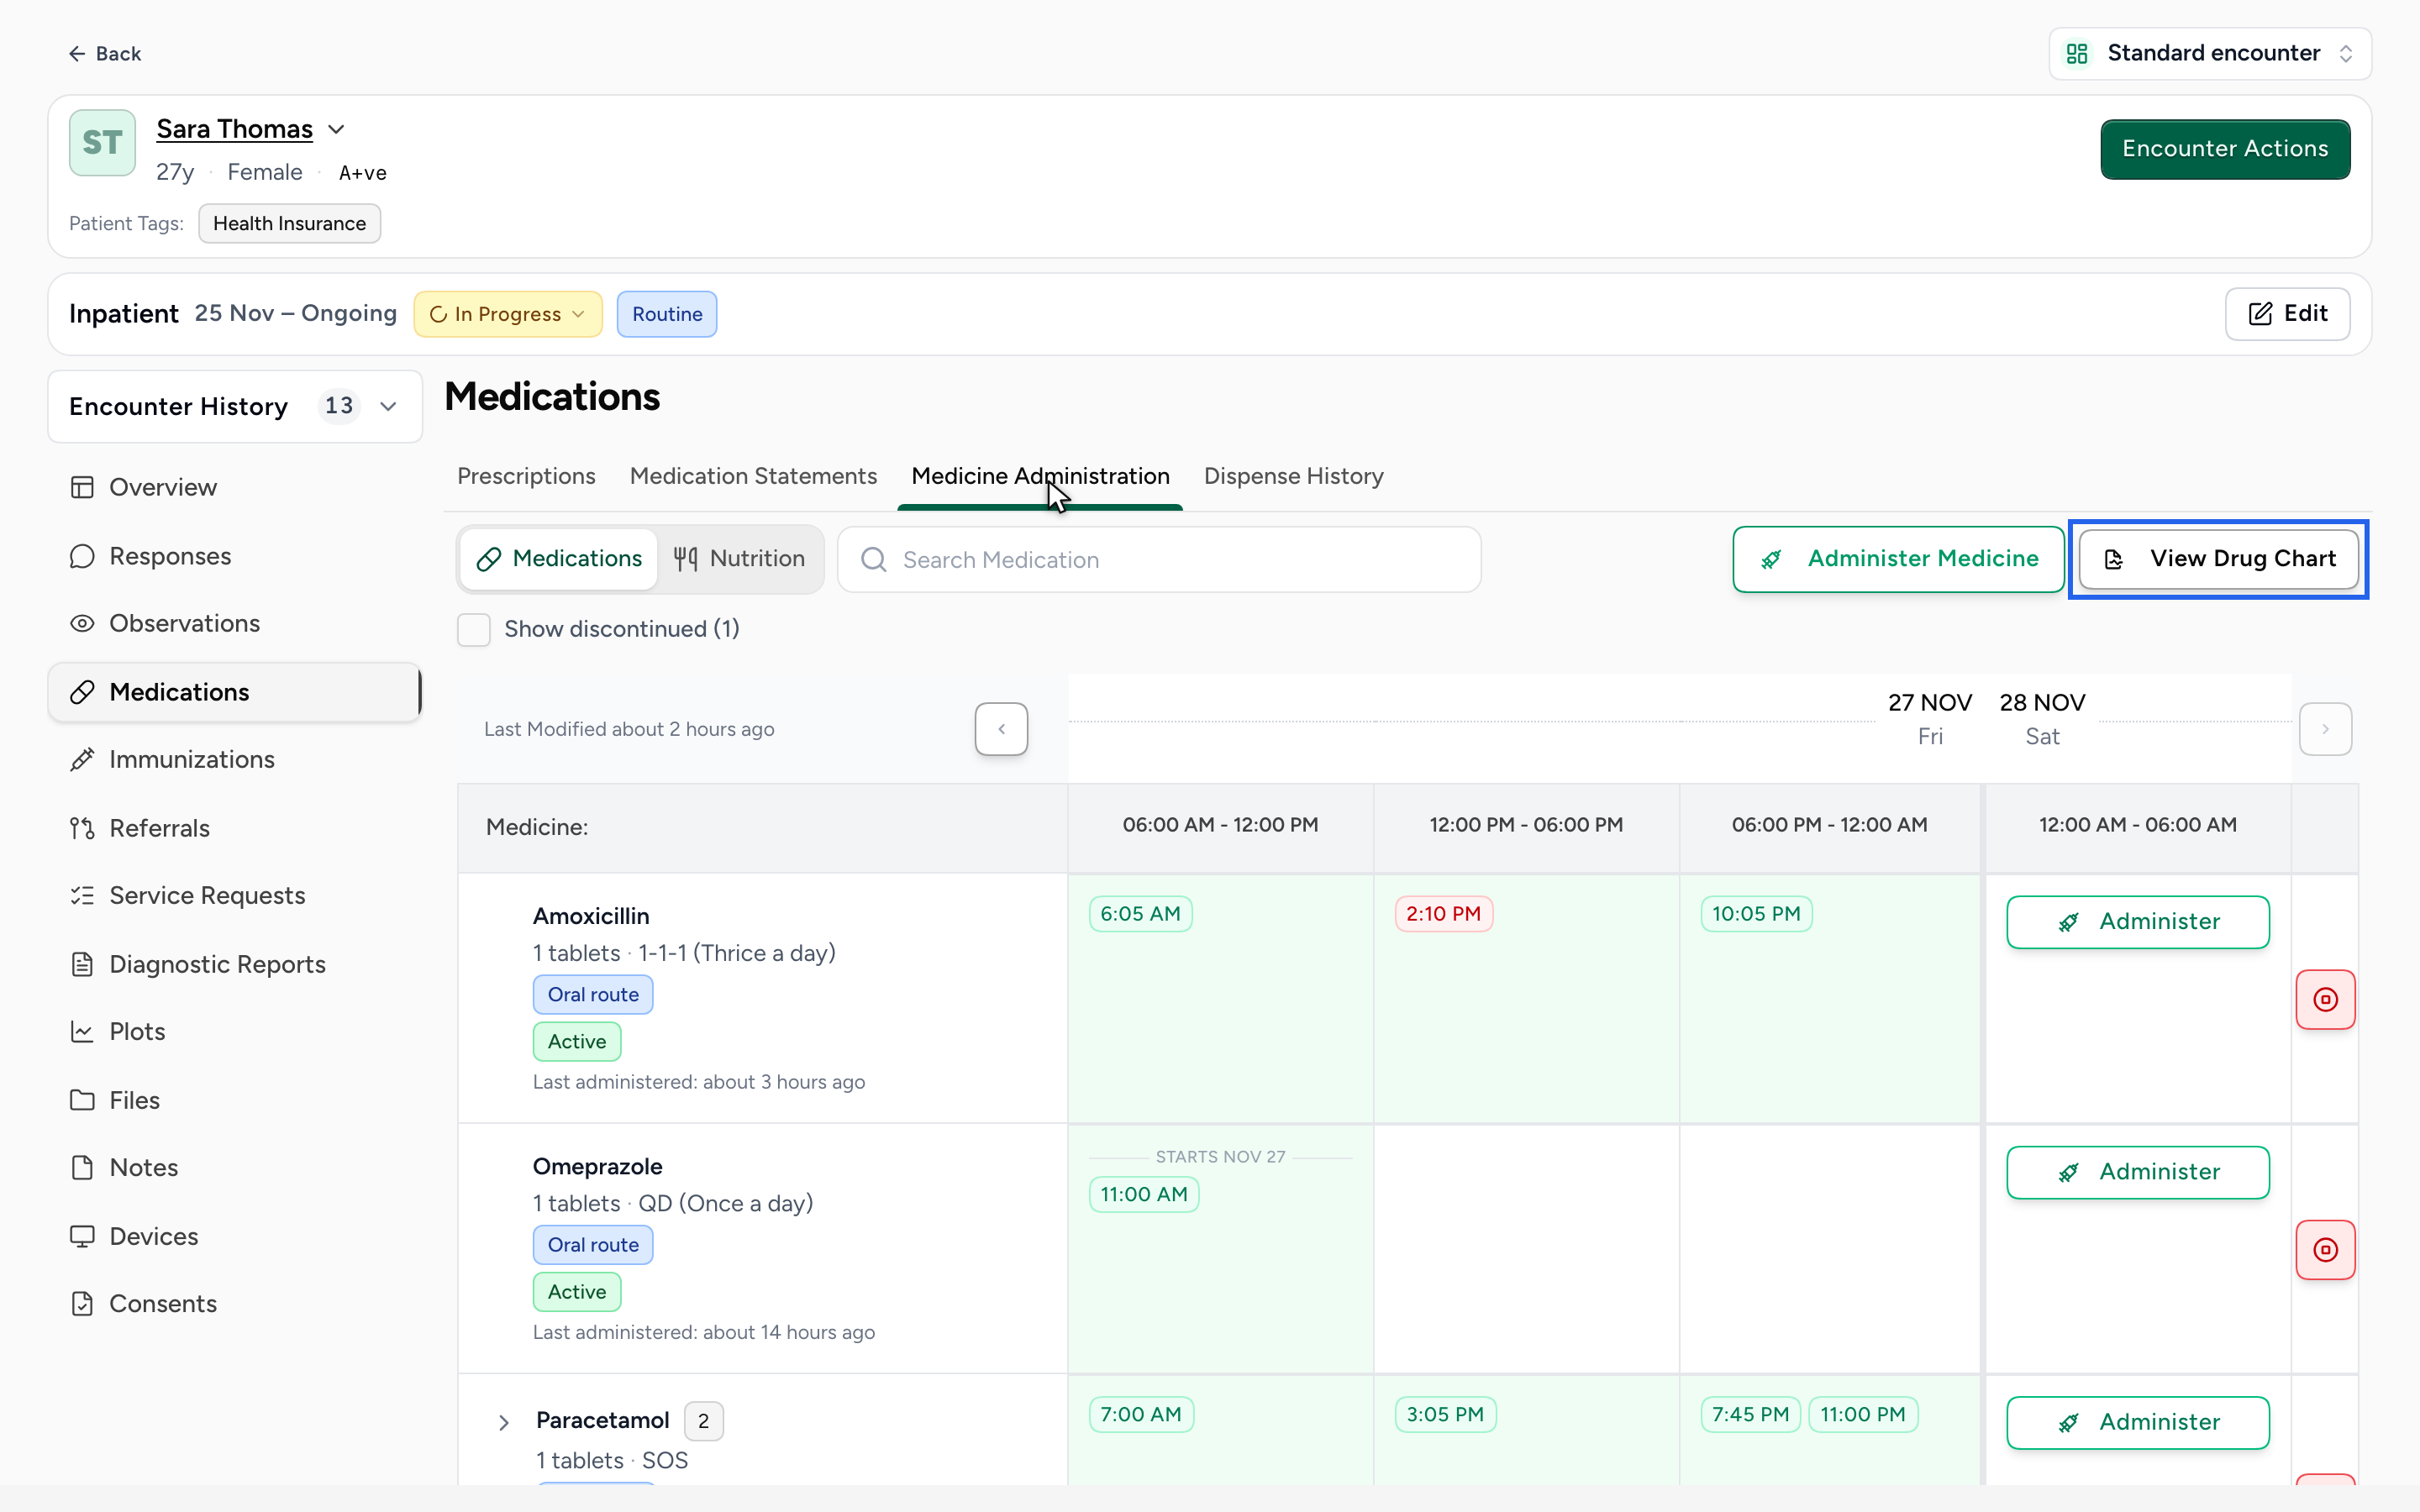 Back
Standard encounter
ST
Sara Thomas
27y · Female · A+ve
Encounter Actions
Patient Tags: Health Insurance
Inpatient 25 Nov – Ongoing In Progress Routine
Edit
Encounter History 13
Overview
Responses
Observations
Medications
Immunizations
Referrals
Service Requests
Diagnostic Reports
Plots
Files
Notes
Devices
Consents
Medications
Prescriptions Medication Statements Medicine Administration Dispense History
Medications Nutrition Search Medication Administer Medicine View Drug Chart
Show discontinued (1)
Last Modified about 2 hours ago
27 NOV 28 NOV
Fri Sat
Medicine: 06:00 AM - 12:00 PM 12:00 PM - 06:00 PM 06:00 PM - 12:00 AM 12:00 AM - 06:00 AM
Amoxicillin
1 tablets · 1-1-1 (Thrice a day)
Oral route
Active
Last administered: about 3 hours ago
6:05 AM 2:10 PM 10:05 PM Administer
Omeprazole
1 tablets · QD (Once a day)
Oral route
Active
Last administered: about 14 hours ago
STARTS NOV 27
11:00 AM Administer
Paracetamol 2
1 tablets · SOS
7:00 AM 3:05 PM 7:45 PM 11:00 PM Administer